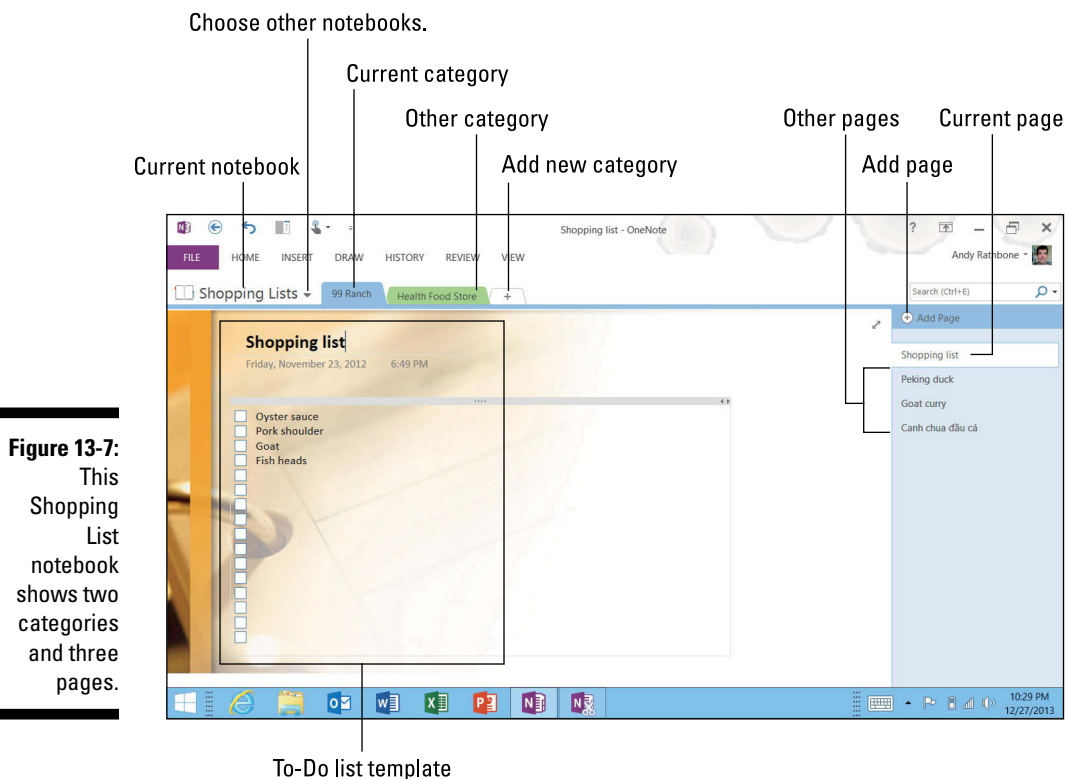 Choose other notebooks.
Current category
Other category
Other pages
Current page
Current notebook
Add new category
Add page
Shopping list - OneNote
?
FILE
HOME
INSERT
DRAW
HISTORY
REVIEW
VIEW
Andy Rathbone
Shopping Lists
99 Ranch
Health Food Store
+
Search (Ctrl+E)
Add Page
Shopping list
Friday, November 23, 2012 6:49 PM
Shopping list
Peking duck
Goat curry
Canh chua đầu cá
Oyster sauce
Pork shoulder
Goat
Fish heads
Figure 13-7:
This
Shopping
List
notebook
shows two
categories
and three
pages.
10:29 PM
12/27/2013
To-Do list template